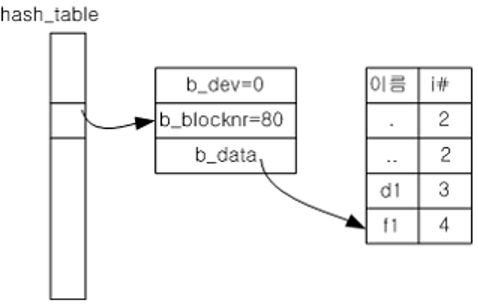 hash_table
b_dev=0
b_blocknr=80
b_data
이름 i#
. 2
.. 2
d1 3
f1 4